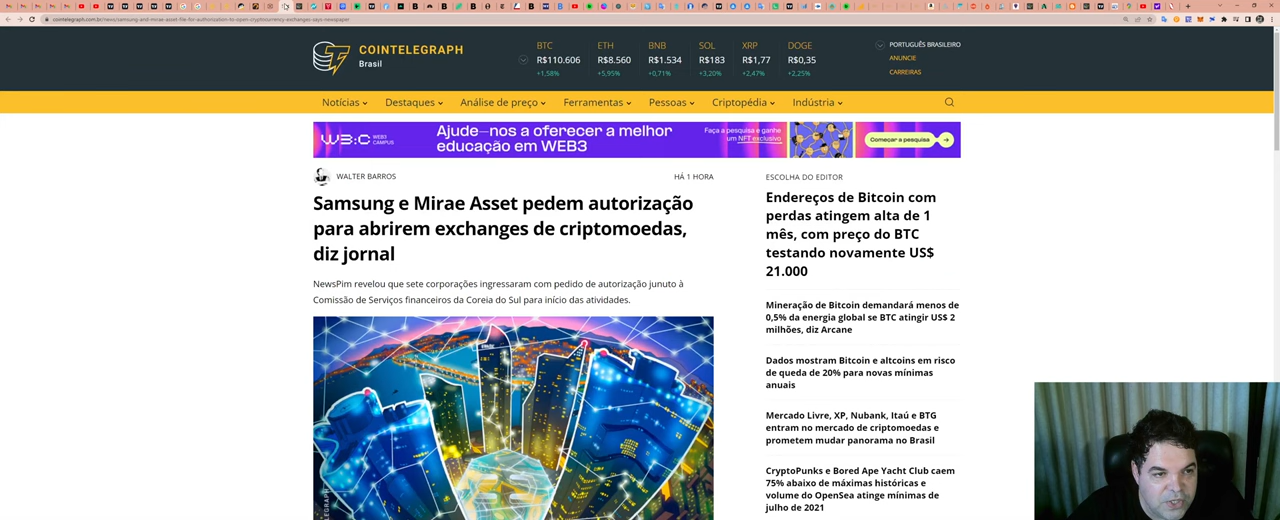 cointelegraph.com.br/news/samsung-and-mirae-asset-file-for-authorization-to-open-cryptocurrency-exchanges-says-newspaper
COINTELEGRAPH
Brasil
BTC ETH BNB SOL XRP DOGE
R$110.606 R$8.560 R$1.534 R$183 R$1,77 R$0,35
+1,58% +5,95% +0,71% +3,20% +2,47% +2,25%
PORTUGUÊS BRASILEIRO
ANUNCIE
CARREIRAS
Notícias Destaques Análise de preço Ferramentas Pessoas Criptopédia Indústria
W3:C WEB3 CAMPUS
Ajude-nos a oferecer a melhor
educação em WEB3
Faça a pesquisa e ganhe
um NFT exclusivo
Começar a pesquisa
WALTER BARROS
HÁ 1 HORA
Samsung e Mirae Asset pedem autorização
para abrirem exchanges de criptomoedas,
diz jornal
NewsPim revelou que sete corporações ingressaram com pedido de autorização junuto à
Comissão de Serviços financeiros da Coreia do Sul para início das atividades.
ESCOLHA DO EDITOR
Endereços de Bitcoin com
perdas atingem alta de 1
mês, com preço do BTC
testando novamente US$
21.000
Mineração de Bitcoin demandará menos de
0,5% da energia global se BTC atingir US$ 2
milhões, diz Arcane
Dados mostram Bitcoin e altcoins em risco
de queda de 20% para novas mínimas
anuais
Mercado Livre, XP, Nubank, Itaú e BTG
entram no mercado de criptomoedas e
prometem mudar panorama no Brasil
CryptoPunks e Bored Ape Yacht Club caem
75% abaixo de máximas históricas e
volume do OpenSea atinge mínimas de
julho de 2021